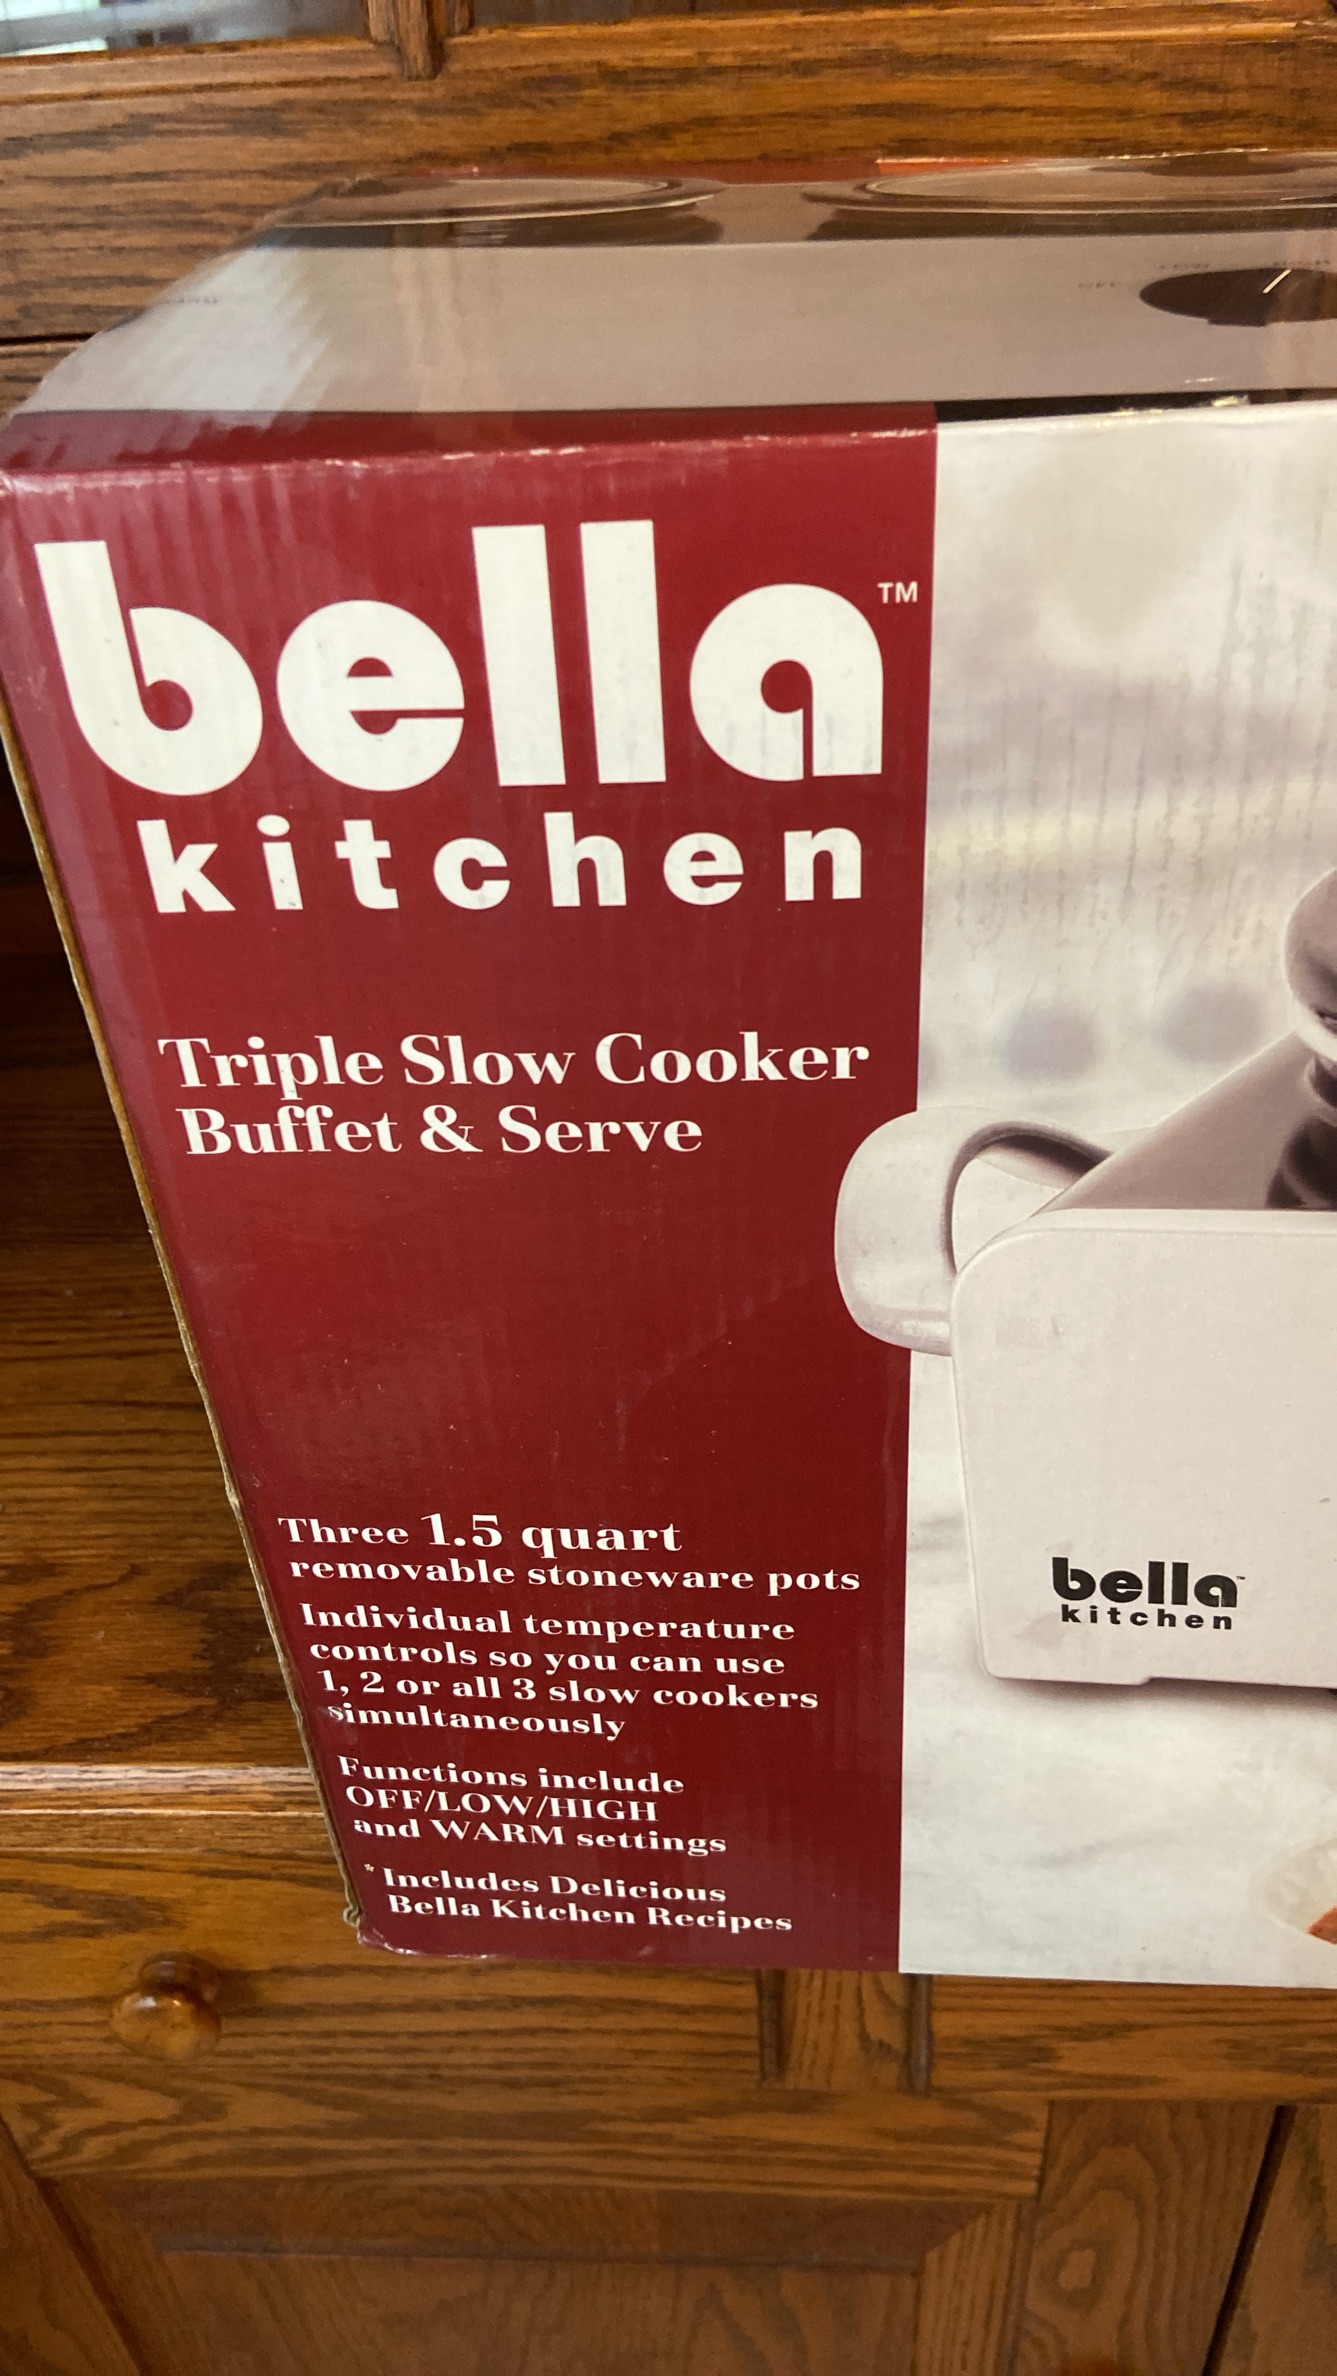 bella™
kitchen
Triple Slow Cooker
Buffet & Serve
Three 1.5 quart
removable stoneware pots
Individual temperature
controls so you can use
1, 2 or all 3 slow cookers
simultaneously
Functions include
OFF/LOW/HIGH
and WARM settings
* Includes Delicious
Bella Kitchen Recipes
bella™
kitchen